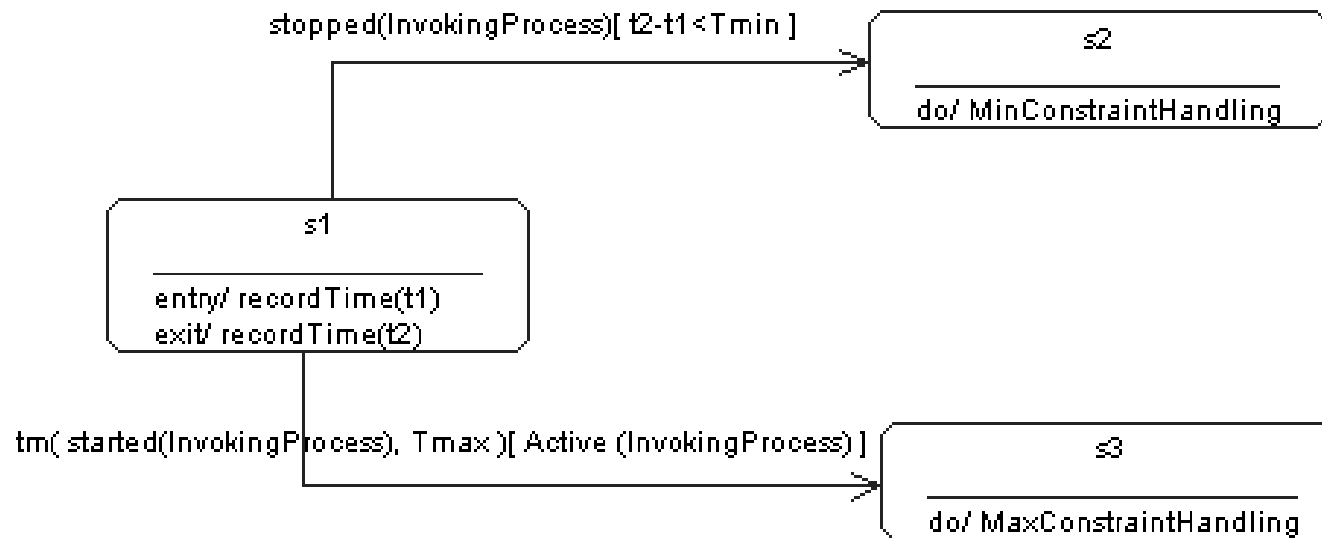 stopped(InvokingProcess)[ t2-t1<Tmin ]
s2
do/ MinConstraintHandling
s1
entry/ recordTime(t1)
exit/ recordTime(t2)
tm( started(InvokingProcess), Tmax )[ Active (InvokingProcess) ]
s3
do/ MaxConstraintHandling